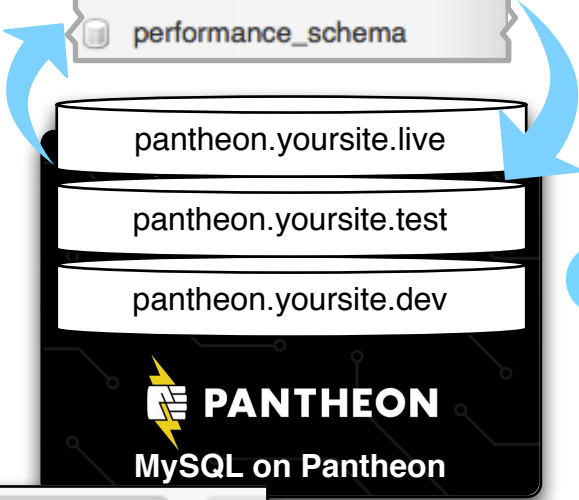 performance_schema
pantheon.yoursite.live
pantheon.yoursite.test
pantheon.yoursite.dev
PANTHEON
MySQL on Pantheon